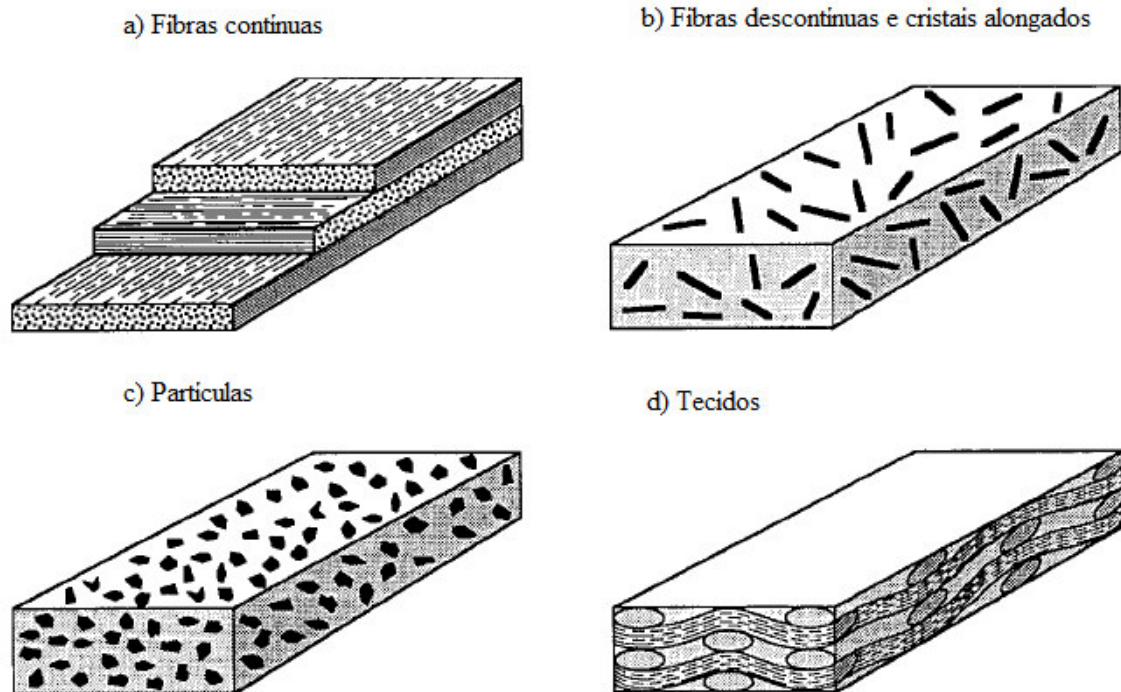 a) Fibras contínuas
b) Fibras descontínuas e cristais alongados
c) Partículas
d) Tecidos